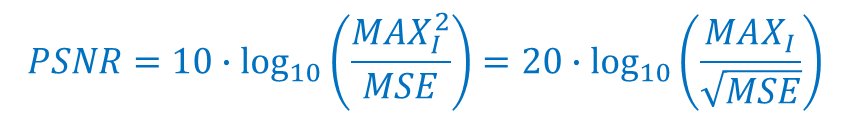 PSNR = 10 · log₁₀(MAX_I² / MSE) = 20 · log₁₀(MAX_I / √MSE)